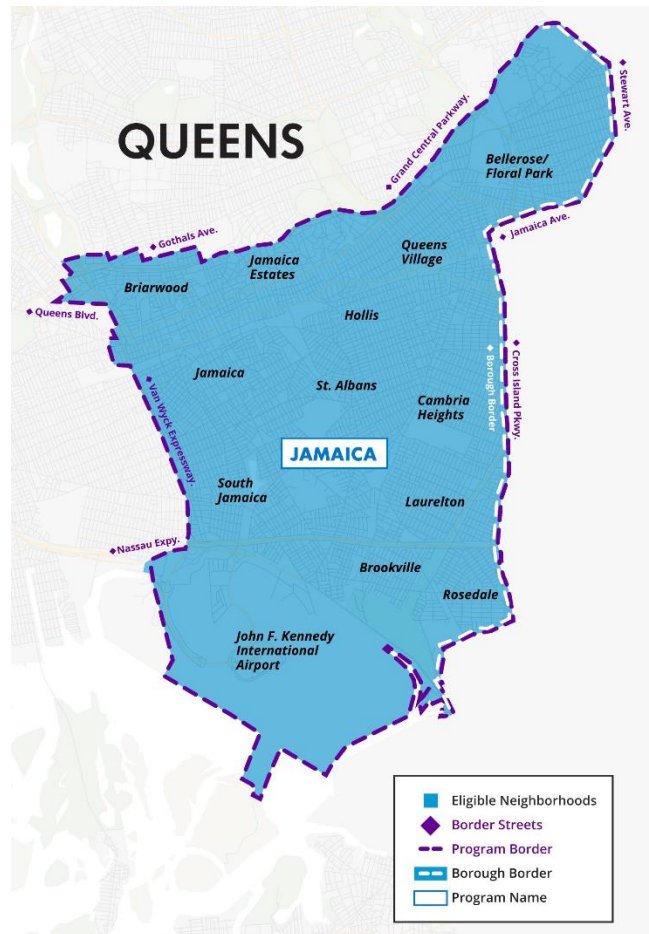 QUEENS
Stewart Ave.
Grand Central Parkway.
Bellerose/
Floral Park
Jamaica Ave.
Gothals Ave.
Queens
Village
Jamaica
Estates
Briarwood
Queens Blvd.
Hollis
Borough Border
Cross Island Pkwy.
Jamaica
St. Albans
Cambria
Heights
Van Wyck Expressway.
JAMAICA
South
Jamaica
Laurelton
Nassau Expy.
Brookville
Rosedale
John F. Kennedy
International
Airport
Eligible Neighborhoods
Border Streets
Program Border
Borough Border
Program Name